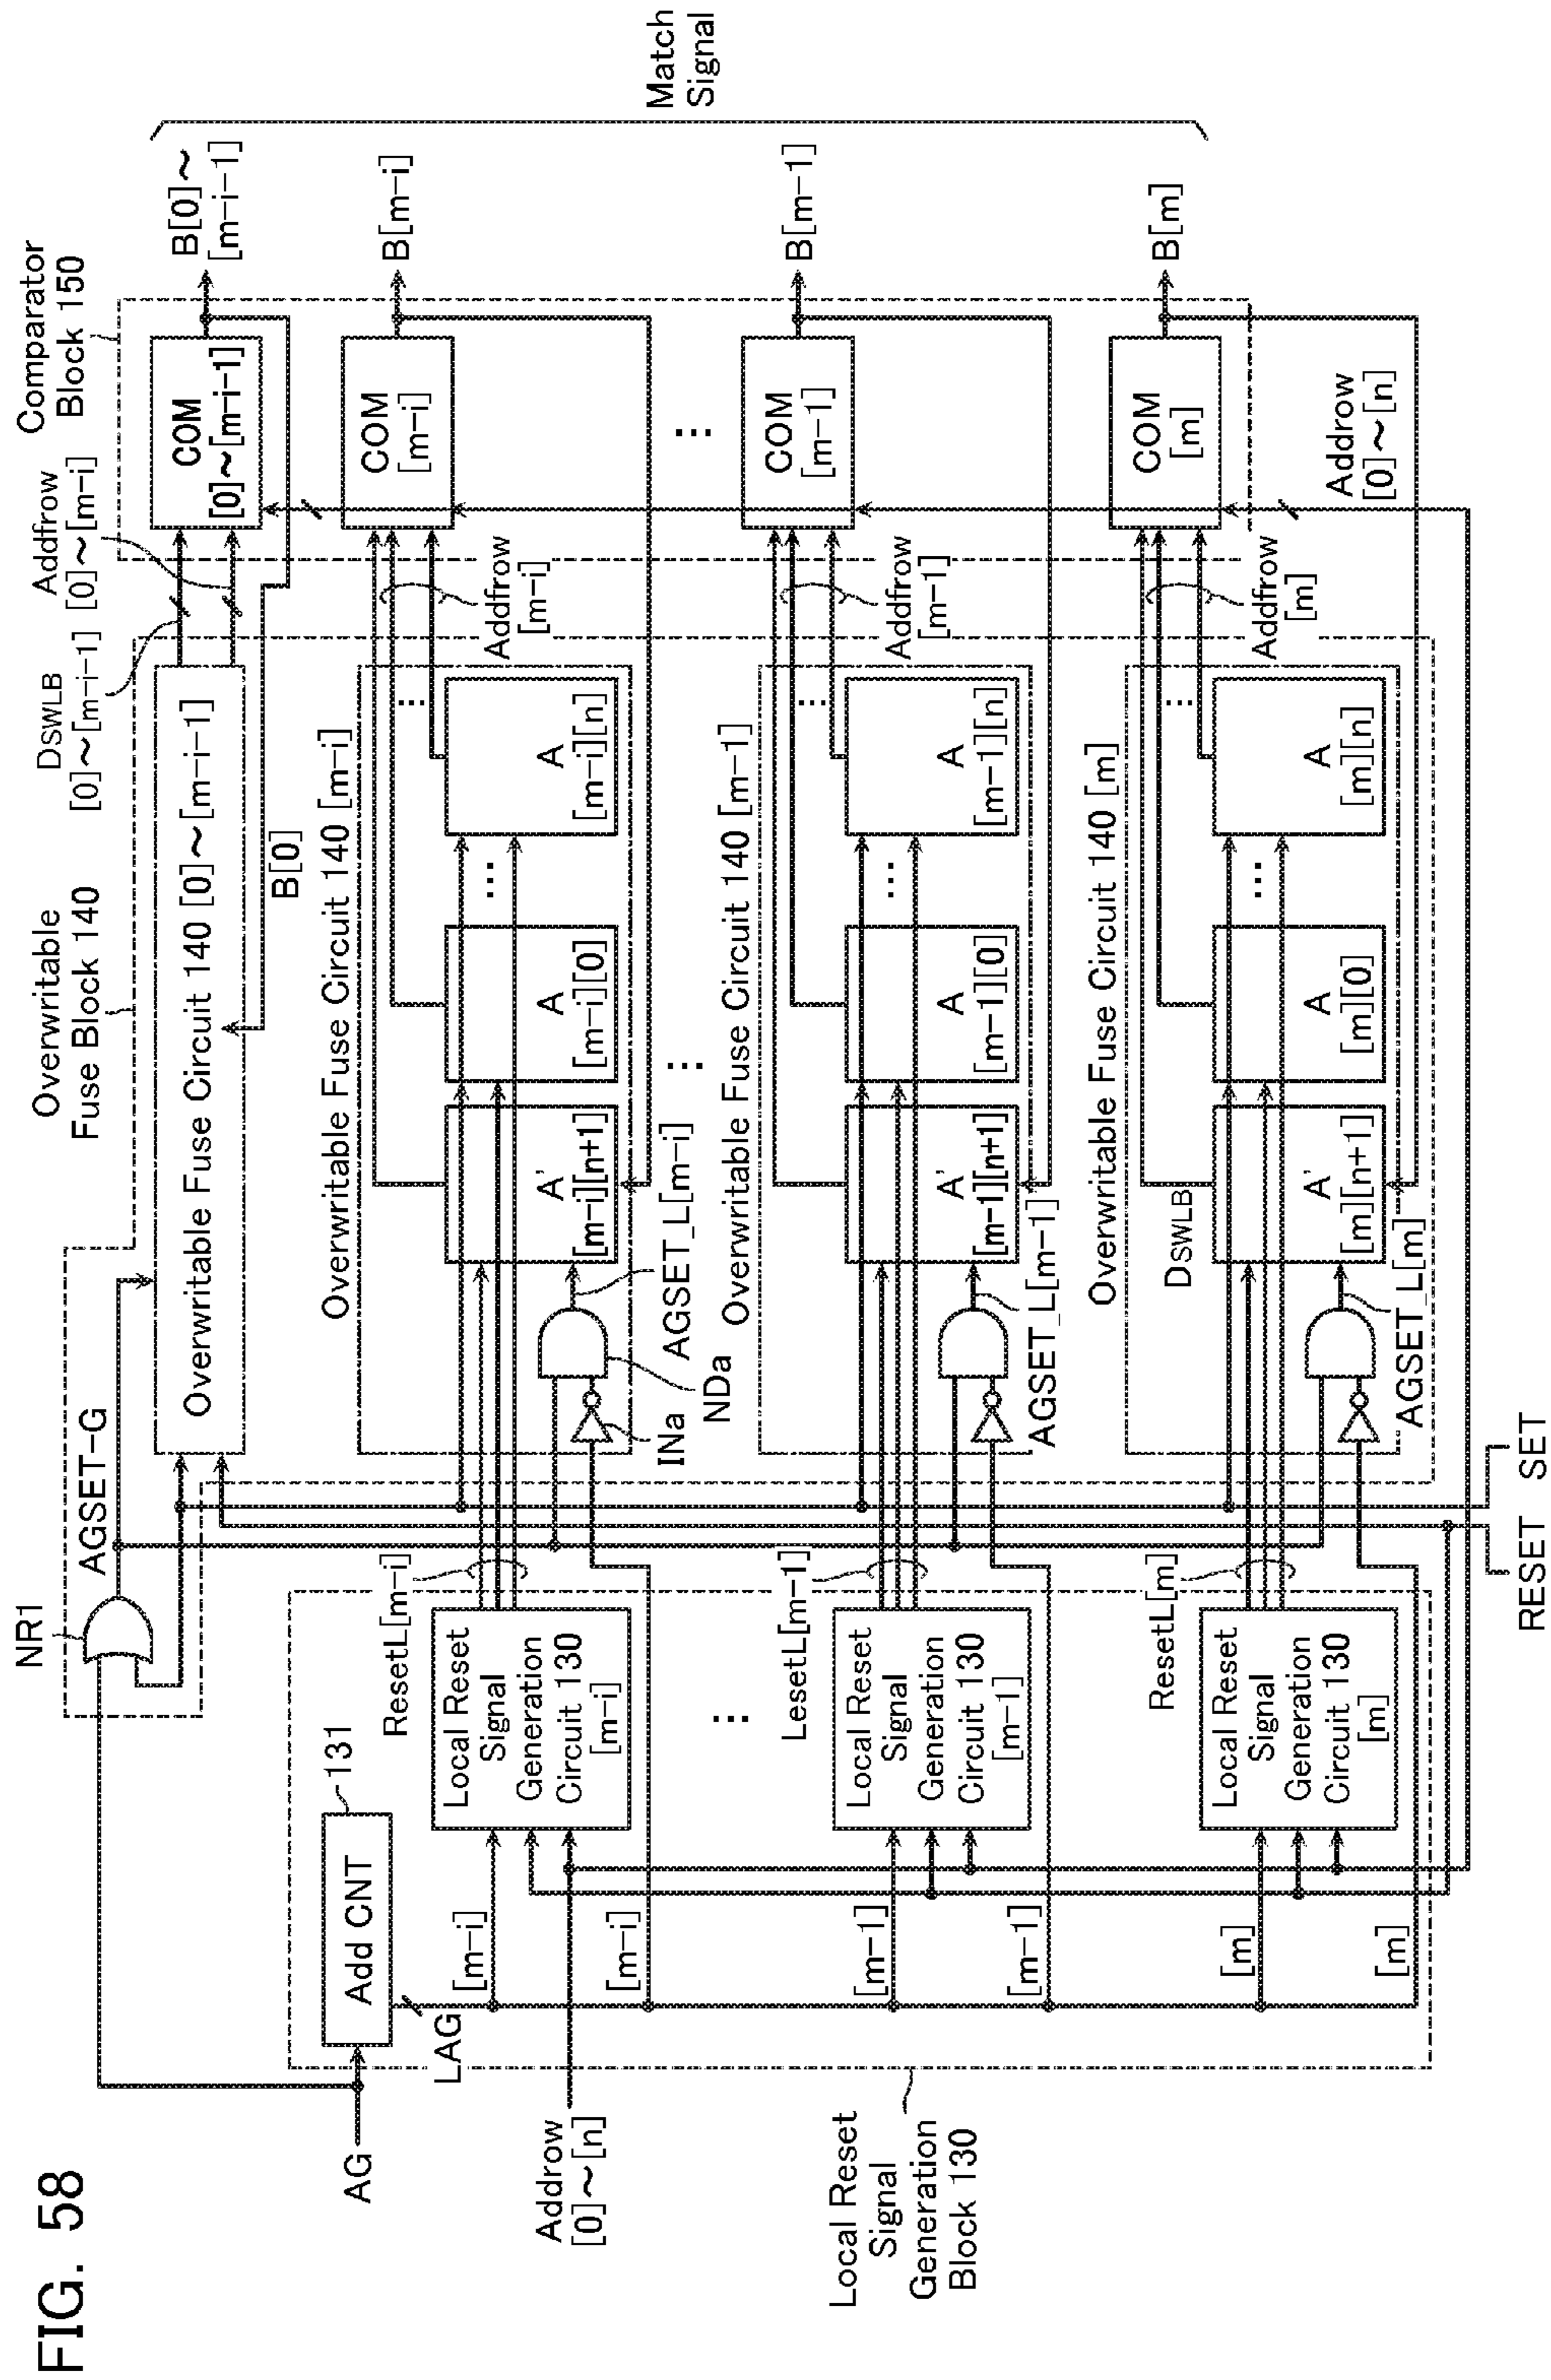 FIG. 58
AG
Addrow
[0]~[n]
Local Reset
Signal
Generation
Block 130
NR1
AGSET-G
131
Add CNT
LAG
[m-i]
[m-i]
[m-1]
[m-1]
[m]
[m]
ResetL[m-i]
Local Reset
Signal
Generation
Circuit 130
[m-i]
...
LesetL[m-1]
Local Reset
Signal
Generation
Circuit 130
[m-1]
ResetL[m]
Local Reset
Signal
Generation
Circuit 130
[m]
RESET
SET
Overwritable
Fuse Block 140
Overwritable Fuse Circuit 140 [0]~[m-i-1]
B[0]
Overwritable Fuse Circuit 140 [m-i]
INa
NDa
AGSET_L[m-i]
A'
[m-i][n+1]
A
[m-i][0]
...
A
[m-i][n]
...
...
Overwritable Fuse Circuit 140 [m-1]
AGSET_L[m-1]
A'
[m-1][n+1]
A
[m-1][0]
...
A
[m-1][n]
...
Overwritable Fuse Circuit 140 [m]
DSWLB
AGSET_L[m]
A'
[m][n+1]
A
[m][0]
...
A
[m][n]
...
DSWLB
[0]~[m-i-1]
Addfrow
[0]~[m-i]
Addfrow
[m-i]
Addfrow
[m-1]
Addfrow
[m]
Comparator
Block 150
COM
[0]~[m-i-1]
COM
[m-i]
...
COM
[m-1]
COM
[m]
Addrow
[0]~[n]
B[0]~
[m-i-1]
B[m-i]
B[m-1]
B[m]
Match
Signal